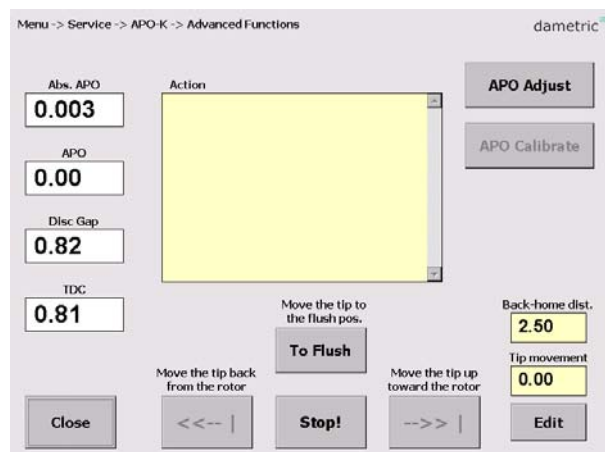 Menu -> Service -> APO-K -> Advanced Functions
dametric
Abs. APO
0.003
Action
APO Adjust
APO
0.00
APO Calibrate
Disc Gap
0.82
TDC
0.81
Move the tip to
the flush pos.
To Flush
Back-home dist.
2.50
Tip movement
0.00
Move the tip back
from the rotor
Move the tip up
toward the rotor
Close
<<-- |
Stop!
-->> |
Edit